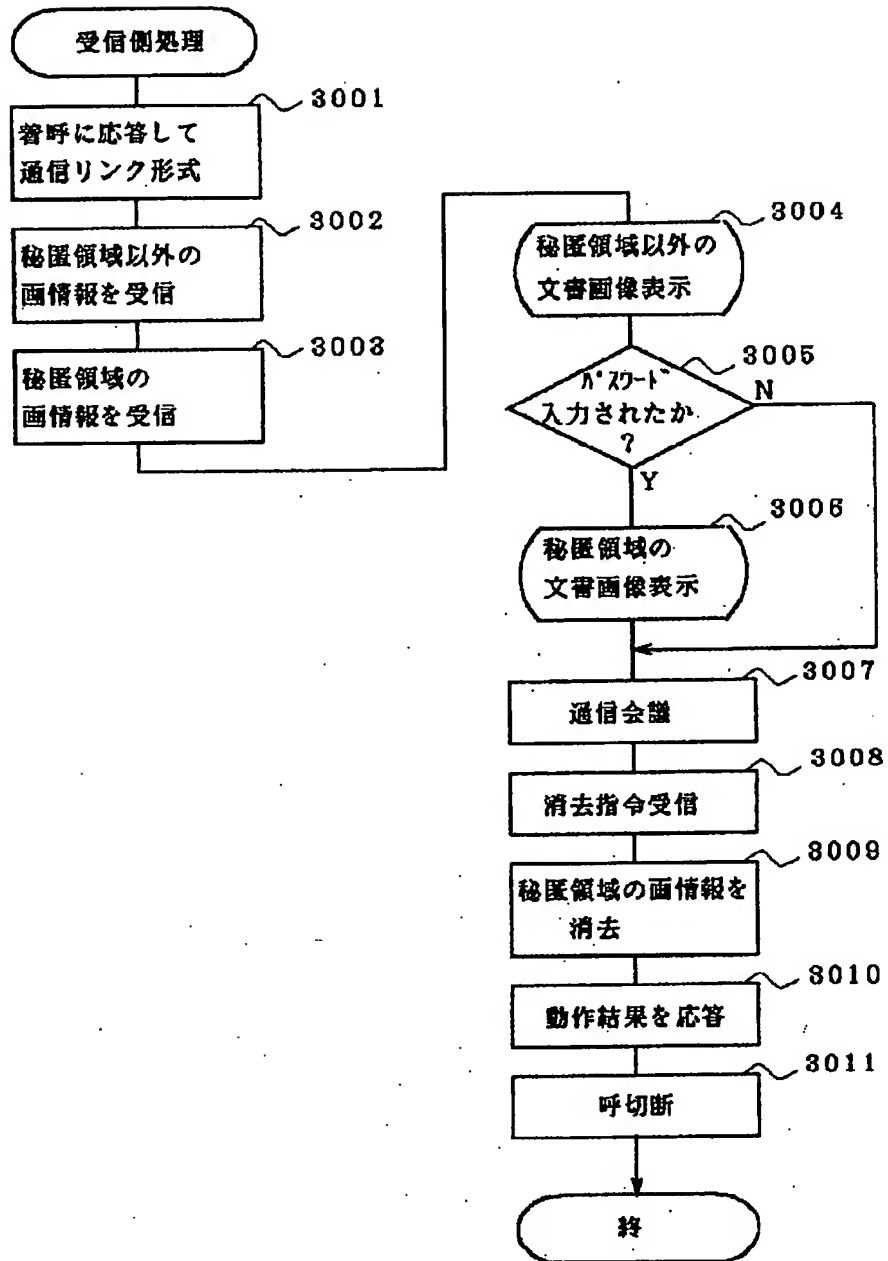 受信側処理
3001
着呼に応答して
通信リンク形式
3002
秘匿領域以外の
画情報を受信
3003
秘匿領域の
画情報を受信
3004
秘匿領域以外の
文書画像表示
3005
パスワード
入力されたか
?
N
Y
3006
秘匿領域の
文書画像表示
3007
通信会議
3008
消去指令受信
3009
秘匿領域の画情報を
消去
3010
動作結果を応答
3011
呼切断
終